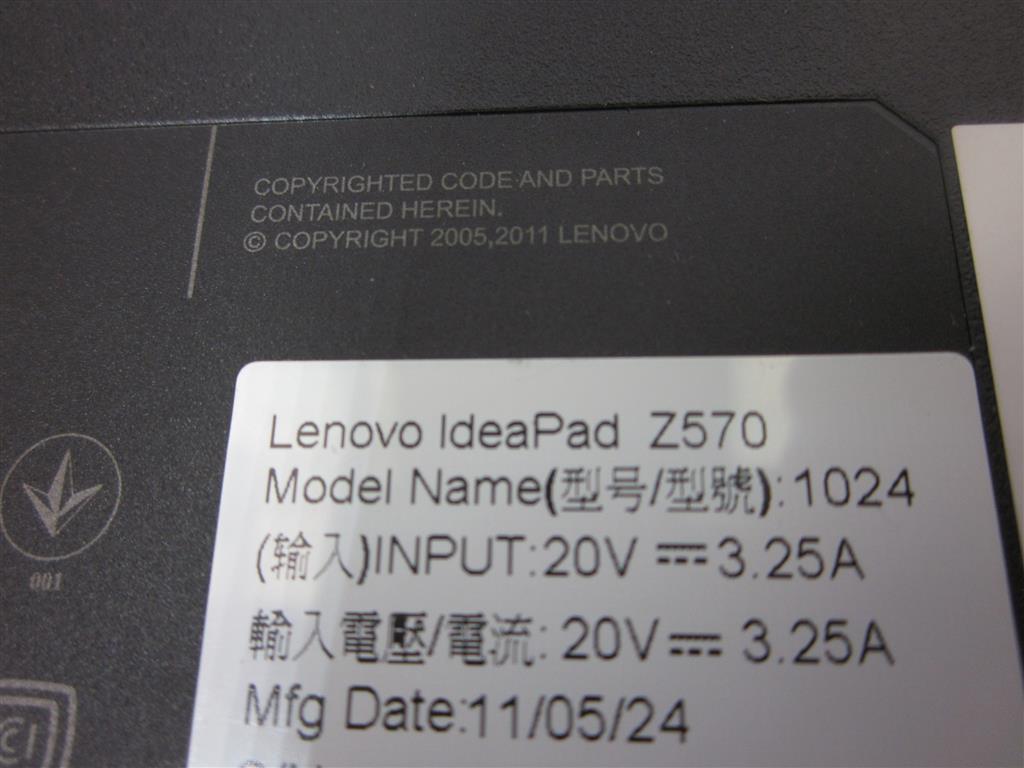 COPYRIGHTED CODE AND PARTS
CONTAINED HEREIN.
© COPYRIGHT 2005,2011 LENOVO
Lenovo IdeaPad Z570
Model Name(型号/型號):1024
(输入)INPUT:20V ⎓ 3.25A
輸入電壓/電流: 20V ⎓ 3.25A
Mfg Date:11/05/24
001
CI